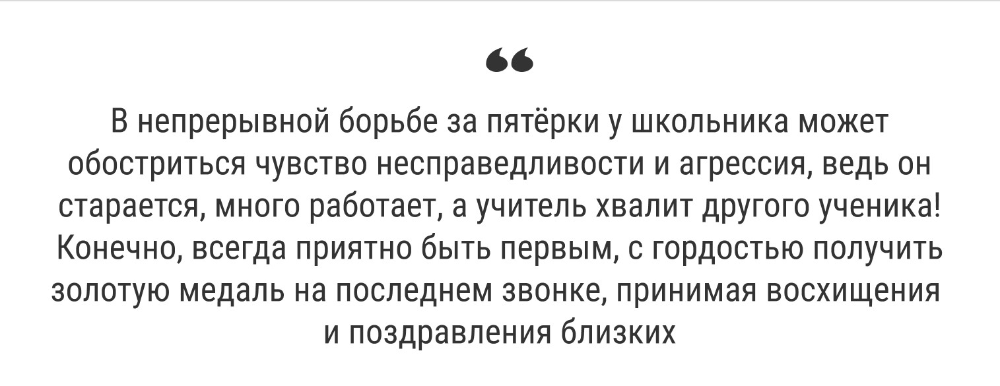 “
В непрерывной борьбе за пятёрки у школьника может
обостриться чувство несправедливости и агрессия, ведь он
старается, много работает, а учитель хвалит другого ученика!
Конечно, всегда приятно быть первым, с гордостью получить
золотую медаль на последнем звонке, принимая восхищения
и поздравления близких